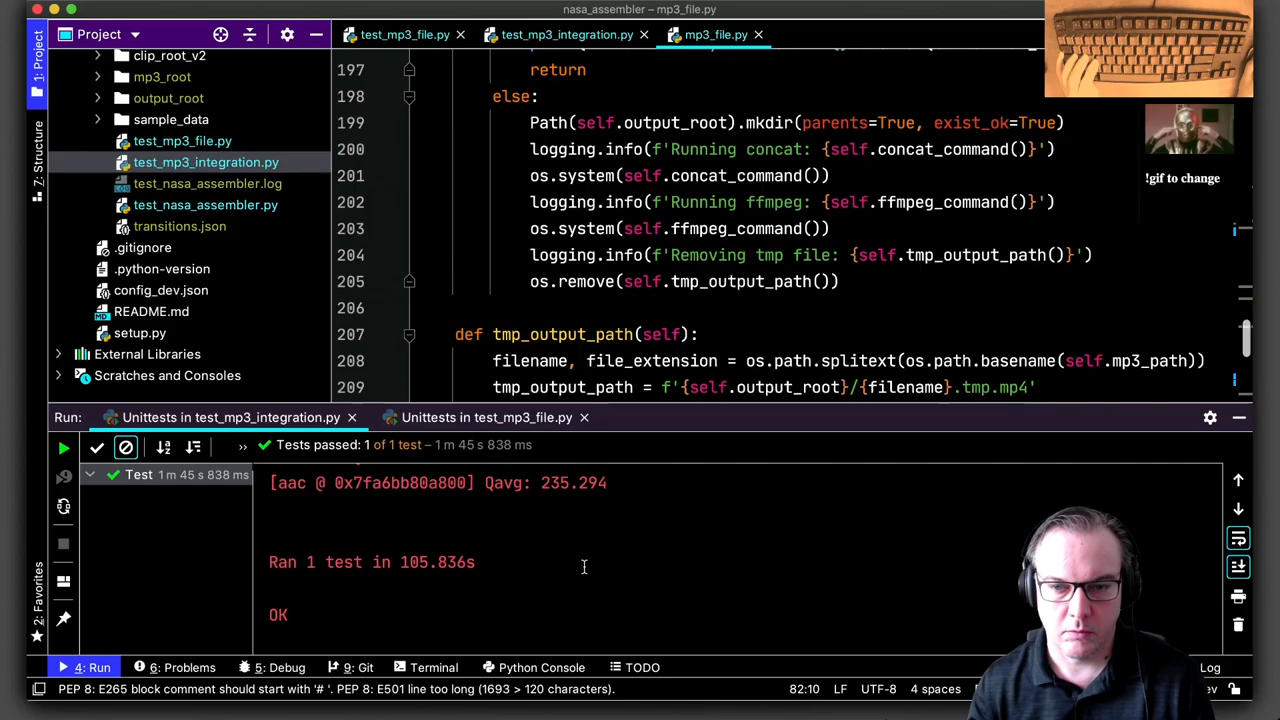 nasa_assembler – mp3_file.py
Project
test_mp3_file.py
test_mp3_integration.py
mp3_file.py
1: Project
7: Structure
2: Favorites
clip_root_v2
mp3_root
output_root
sample_data
test_mp3_file.py
test_mp3_integration.py
test_nasa_assembler.log
test_nasa_assembler.py
transitions.json
.gitignore
.python-version
config_dev.json
README.md
setup.py
External Libraries
Scratches and Consoles
197 return
198 else:
199 Path(self.output_root).mkdir(parents=True, exist_ok=True)
200 logging.info(f'Running concat: {self.concat_command()}')
201 os.system(self.concat_command())
202 logging.info(f'Running ffmpeg: {self.ffmpeg_command()}')
203 os.system(self.ffmpeg_command())
204 logging.info(f'Removing tmp file: {self.tmp_output_path()}')
205 os.remove(self.tmp_output_path())
206
207 def tmp_output_path(self):
208 filename, file_extension = os.path.splitext(os.path.basename(self.mp3_path))
209 tmp_output_path = f'{self.output_root}/{filename}.tmp.mp4'
!gif to change
Run: Unittests in test_mp3_integration.py Unittests in test_mp3_file.py
Tests passed: 1 of 1 test – 1 m 45 s 838 ms
Test 1 m 45 s 838 ms
[aac @ 0x7fa6bb80a800] Qavg: 235.294
Ran 1 test in 105.836s
OK
4: Run 6: Problems 5: Debug 9: Git Terminal Python Console TODO
Log
PEP 8: E265 block comment should start with '# '. PEP 8: E501 line too long (1693 > 120 characters). 82:10 LF UTF-8 4 spaces